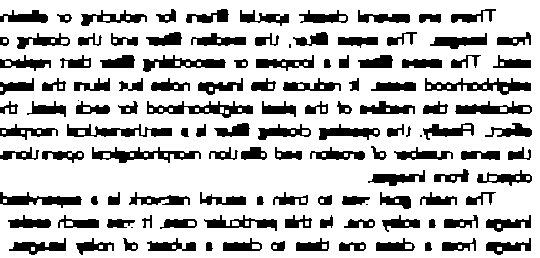 There are several classic spatial filters for reducing or elimin
from images. The mean filter, the median filter and the closing o
used. The mean filter is a lowpass or smoothing filter that replaces
neighborhood mean. It reduces the image noise but blurs the imag
calculates the median of the pixel neighborhood for each pixel, th
effect. Finally, the opening closing filter is a mathematical morpho
the same number of erosion and dilation morphological operations
objects from images.
The main goal was to train a neural network in a supervised
image from a noisy one. In this particular case, it was much easier
image from a clean one than to clean a subset of noisy images.